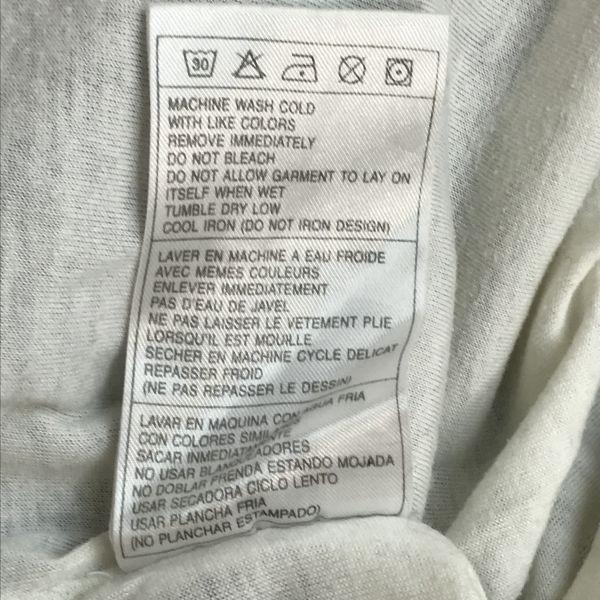 30
MACHINE WASH COLD
WITH LIKE COLORS
REMOVE IMMEDIATELY
DO NOT BLEACH
DO NOT ALLOW GARMENT TO LAY ON
ITSELF WHEN WET
TUMBLE DRY LOW
COOL IRON (DO NOT IRON DESIGN)
LAVER EN MACHINE A EAU FROIDE
AVEC MEMES COULEURS
ENLEVER IMMEDIATEMENT
PAS D'EAU DE JAVEL
NE PAS LAISSER LE VETEMENT PLIE
LORSQU'IL EST MOUILLE
SECHER EN MACHINE CYCLE DELICAT
REPASSER FROID
(NE PAS REPASSER LE DESSIN)
LAVAR EN MAQUINA CON AGUA FRIA
CON COLORES
SACAR
NO USAR
NO DOBLAR PRENDA ESTANDO MOJADA
USAR SECADORA CICLO LENTO
USAR PLANCHA FRIA
(NO PLANCHAR ESTAMPADO)